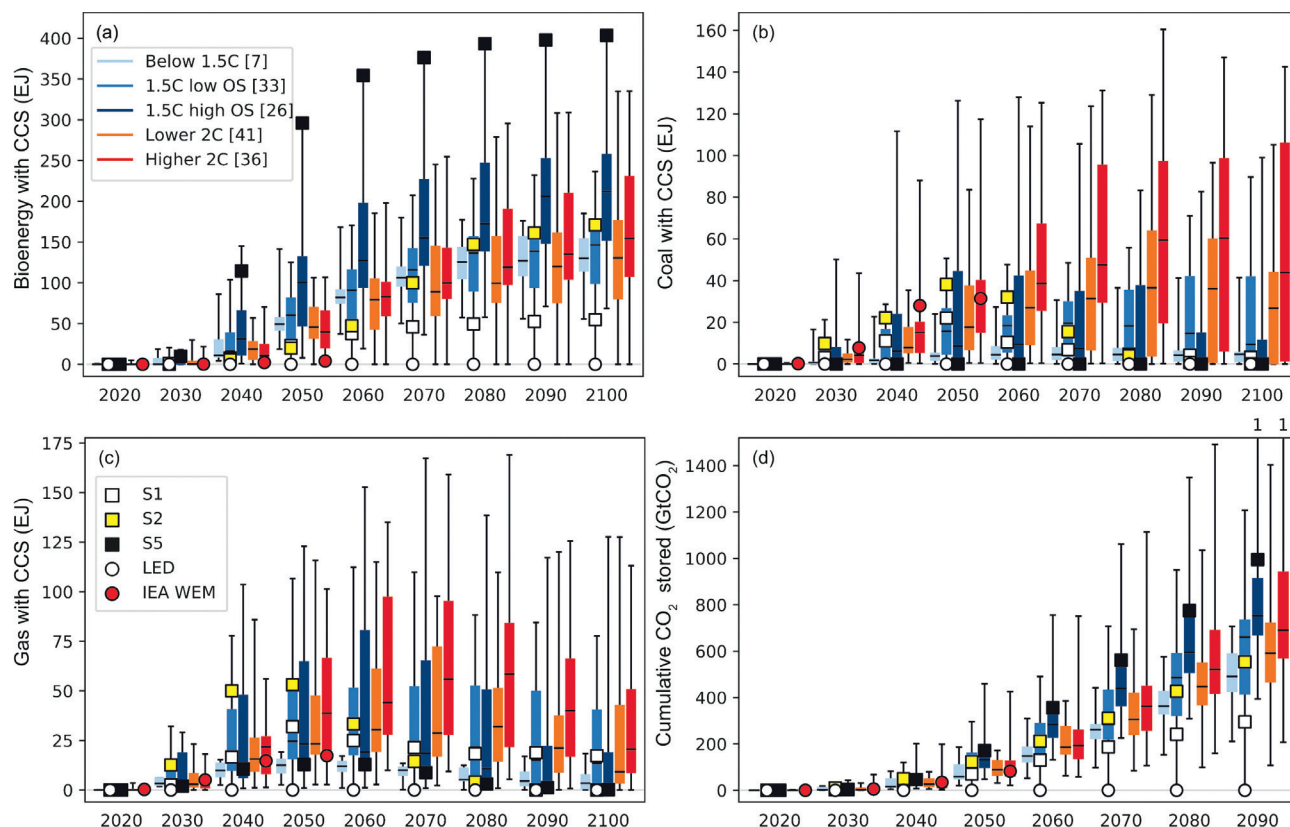 (a)
Bioenergy with CCS (EJ)
400
350
300
250
200
150
100
50
0
Below 1.5C [7]
1.5C low OS [33]
1.5C high OS [26]
Lower 2C [41]
Higher 2C [36]
2020 2030 2040 2050 2060 2070 2080 2090 2100
(b)
Coal with CCS (EJ)
160
140
120
100
80
60
40
20
0
2020 2030 2040 2050 2060 2070 2080 2090 2100
(c)
Gas with CCS (EJ)
175
150
125
100
75
50
25
0
S1
S2
S5
LED
IEA WEM
2020 2030 2040 2050 2060 2070 2080 2090 2100
(d)
1 1
Cumulative CO₂ stored (GtCO₂)
1400
1200
1000
800
600
400
200
0
2020 2030 2040 2050 2060 2070 2080 2090